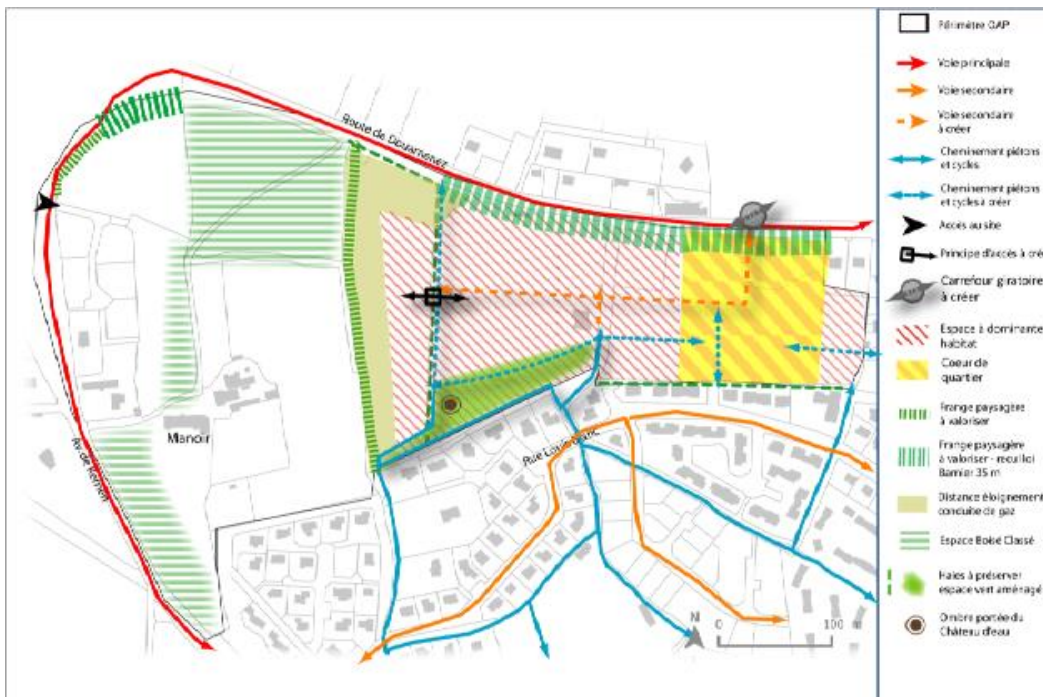 Route de Douarnenez
Manoir
Rue Louis
N
0 100 m
Périmètre OAP
Voie principale
Voie secondaire
Voie secondaire
à créer
Cheminement piétons
et cycles
Cheminement piétons
et cycles à créer
Accès au site
Principe d'accès à cré
Carrefour giratoire
à créer
Espace à dominante
habitat
Coeur de
quartier
Frange paysagère
à valoriser
Frange paysagère
à valoriser - recul loi
Barnier 35 m
Distance éloignement
conduite de gaz
Espace Boisé Classé
Haies à préserver
espace vert aménagé
Ombre portée du
Château d'eau